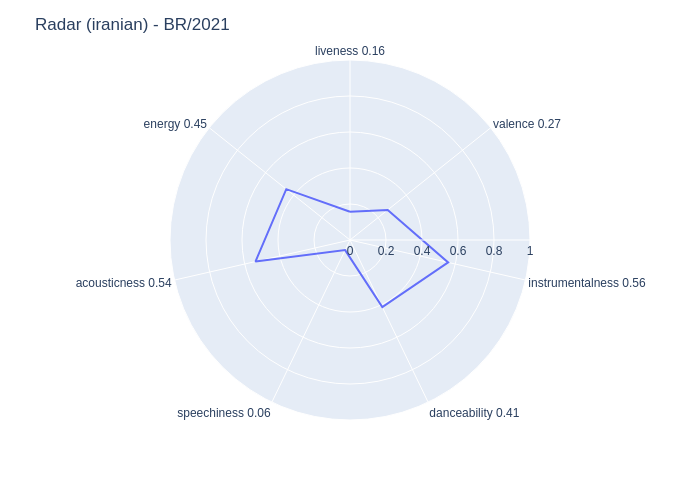 Radar (iranian) - BR/2021
liveness 0.16
energy 0.45
valence 0.27
0 0.2 0.4 0.6 0.8 1
acousticness 0.54
instrumentalness 0.56
speechiness 0.06
danceability 0.41